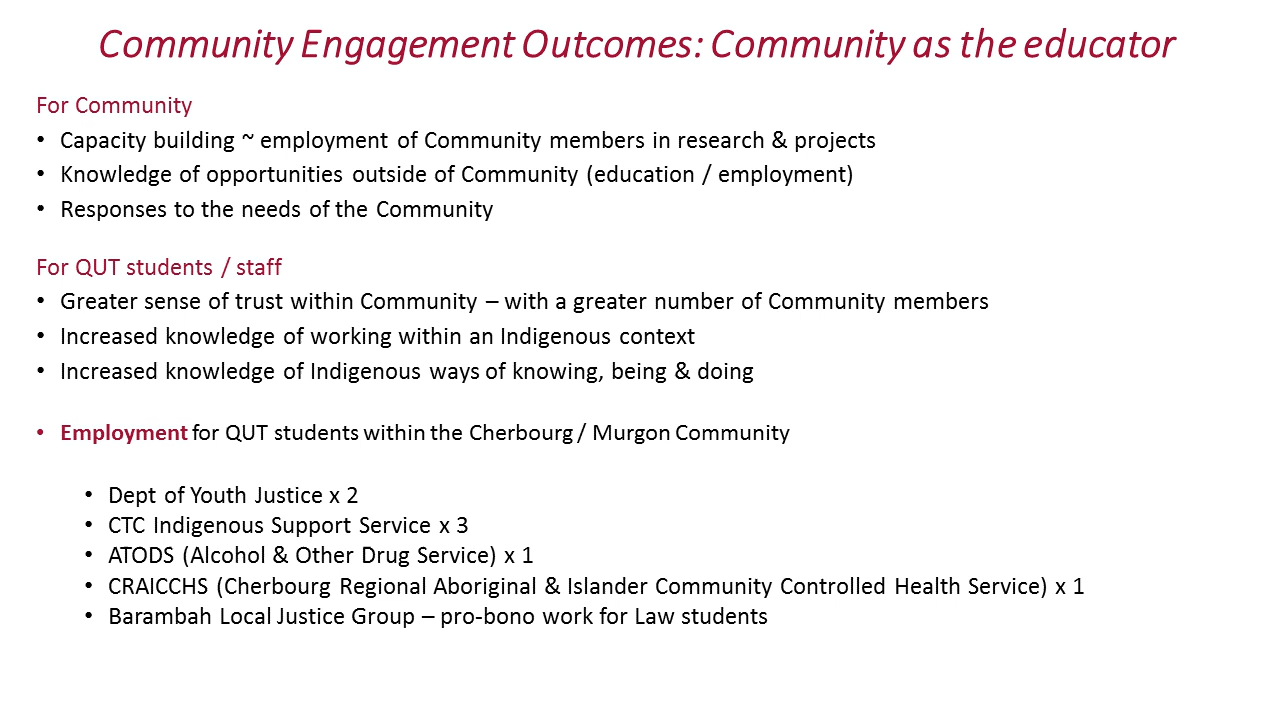 Community Engagement Outcomes: Community as the educator
For Community
• Capacity building ~ employment of Community members in research & projects
• Knowledge of opportunities outside of Community (education / employment)
• Responses to the needs of the Community
For QUT students / staff
• Greater sense of trust within Community – with a greater number of Community members
• Increased knowledge of working within an Indigenous context
• Increased knowledge of Indigenous ways of knowing, being & doing
• Employment for QUT students within the Cherbourg / Murgon Community
• Dept of Youth Justice x 2
• CTC Indigenous Support Service x 3
• ATODS (Alcohol & Other Drug Service) x 1
• CRAICCHS (Cherbourg Regional Aboriginal & Islander Community Controlled Health Service) x 1
• Barambah Local Justice Group – pro-bono work for Law students